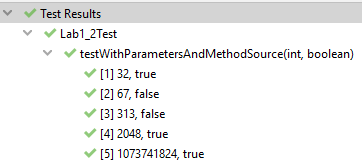 Test Results
Lab1_2Test
testWithParametersAndMethodSource(int, boolean)
[1] 32, true
[2] 67, false
[3] 313, false
[4] 2048, true
[5] 1073741824, true